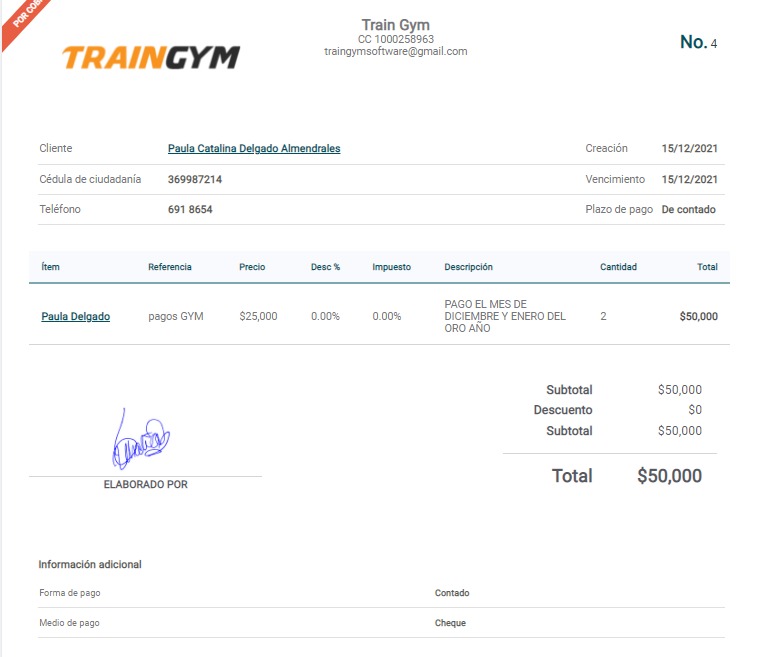 POR COB
TRAINGYM
Train Gym
CC 1000258963
traingymsoftware@gmail.com
No. 4
Cliente Paula Catalina Delgado Almendrales Creación 15/12/2021
Cédula de ciudadanía 369987214 Vencimiento 15/12/2021
Teléfono 691 8654 Plazo de pago De contado
Ítem Referencia Precio Desc % Impuesto Descripción Cantidad Total
Paula Delgado pagos GYM $25,000 0.00% 0.00% PAGO EL MES DE
DICIEMBRE Y ENERO DEL
ORO AÑO 2 $50,000
Subtotal $50,000
Descuento $0
Subtotal $50,000
Total $50,000
ELABORADO POR
Información adicional
Forma de pago Contado
Medio de pago Cheque